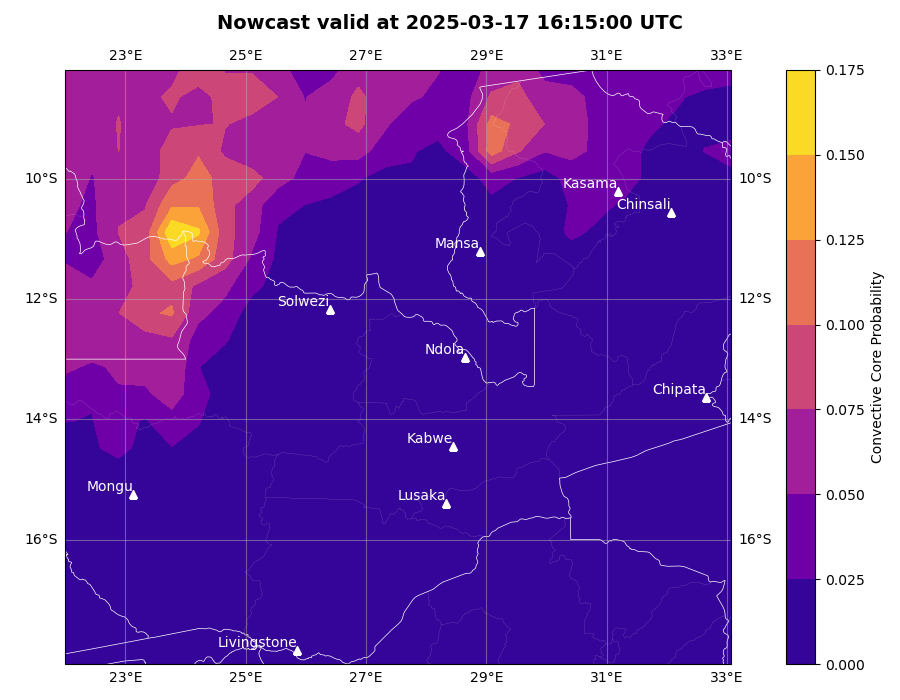 Nowcast valid at 2025-03-17 16:15:00 UTC
23°E 25°E 27°E 29°E 31°E 33°E
0.175
0.150
10°S Kasama 10°S
Chinsali
0.125
Mansa
12°S Solwezi 12°S
0.100
Ndola
Convective Core Probability
Chipata
0.075
14°S 14°S
Kabwe
Mongu
Lusaka
0.050
16°S 16°S
0.025
Livingstone
0.000
23°E 25°E 27°E 29°E 31°E 33°E